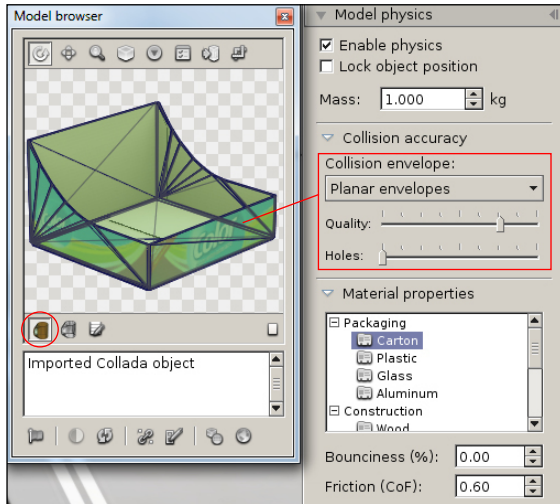 Model browser
Imported Collada object
Model physics
Enable physics
Lock object position
Mass: 1.000 kg
Collision accuracy
Collision envelope:
Planar envelopes
Quality:
Holes:
Material properties
Packaging
Carton
Plastic
Glass
Aluminum
Construction
Wood
Bounciness (%): 0.00
Friction (CoF): 0.60